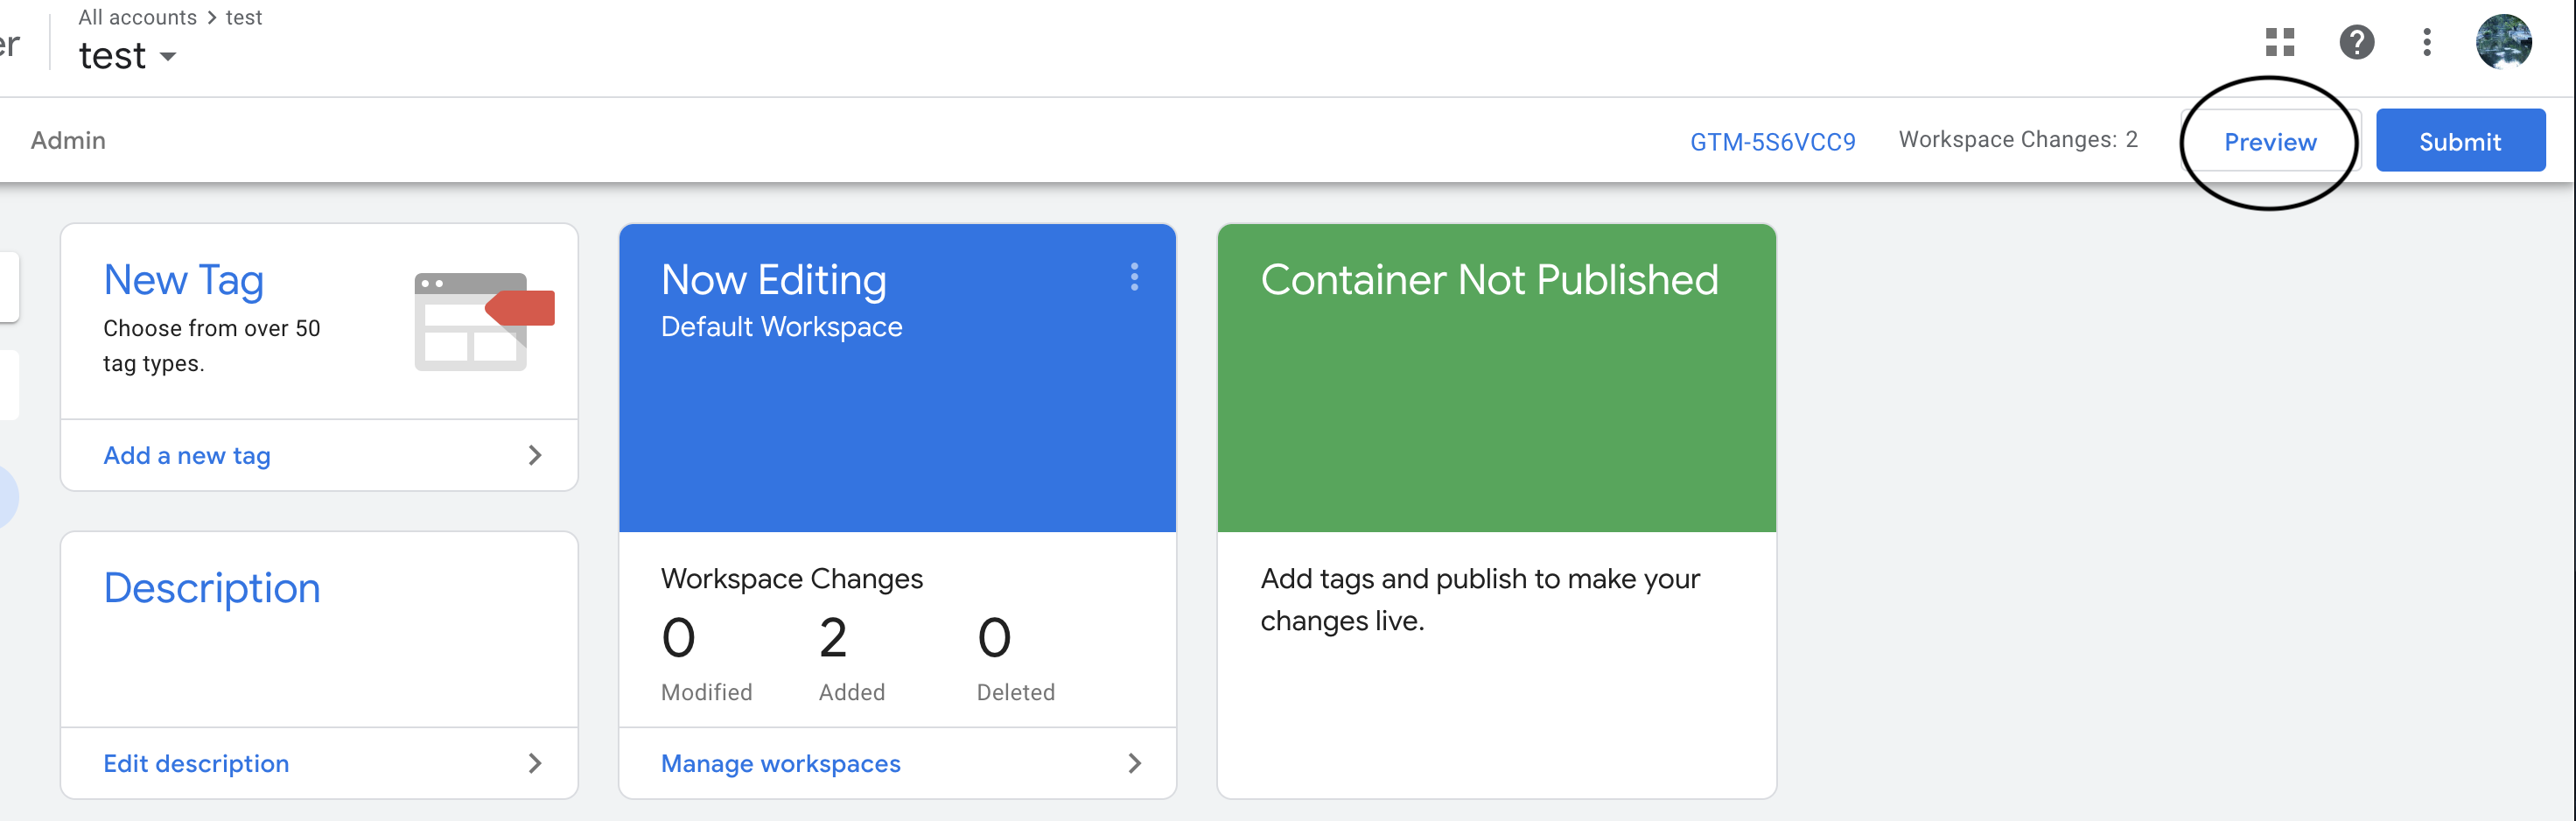 er
All accounts > test
test
Admin
GTM-5S6VCC9
Workspace Changes: 2
Preview
Submit
New Tag
Choose from over 50
tag types.
Add a new tag
Description
Edit description
Now Editing
Default Workspace
Workspace Changes
0 2 0
Modified Added Deleted
Manage workspaces
Container Not Published
Add tags and publish to make your
changes live.